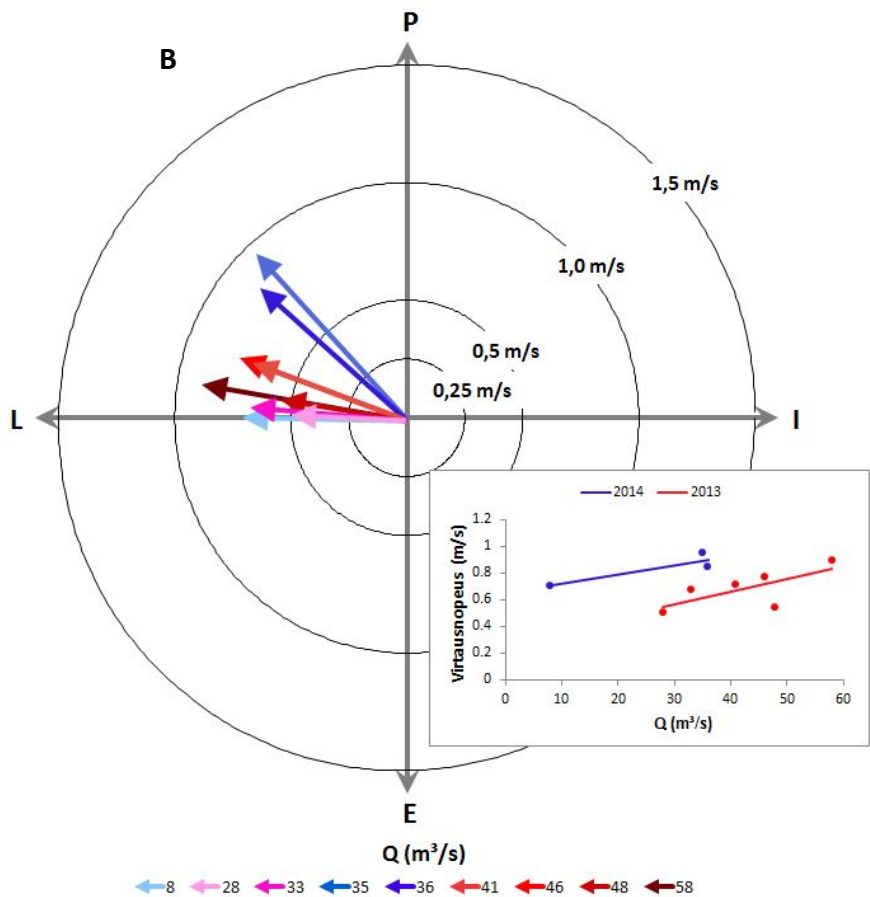 P
B
1,5 m/s
1,0 m/s
0,5 m/s
0,25 m/s
L
I
2014 2013
Virtausnopeus (m/s)
1.2
1
0.8
0.6
0.4
0.2
0
0 10 20 30 40 50 60
Q (m³/s)
E
Q (m³/s)
8 28 33 35 36 41 46 48 58